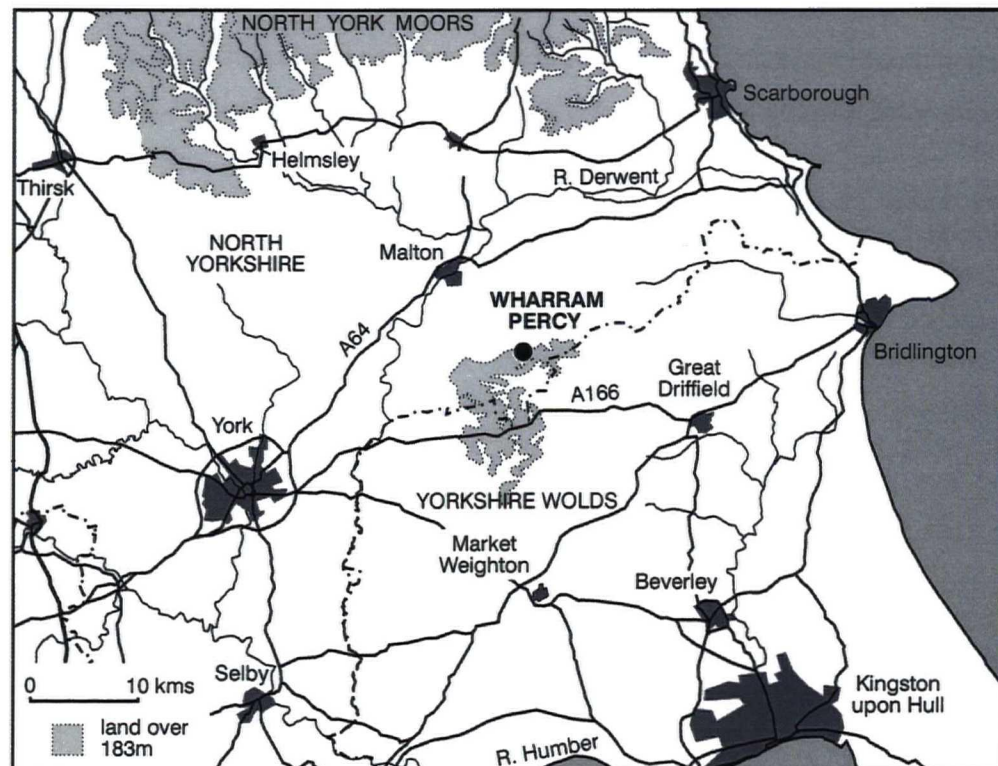 NORTH YORK MOORS
Scarborough
Helmsley
Thirsk
R. Derwent
NORTH
YORKSHIRE
Malton
WHARRAM
PERCY
A64
Bridlington
Great
Driffield
A166
York
YORKSHIRE WOLDS
Market
Weighton
Beverley
Selby
Kingston
upon Hull
0 10 kms
land over
183m
R. Humber